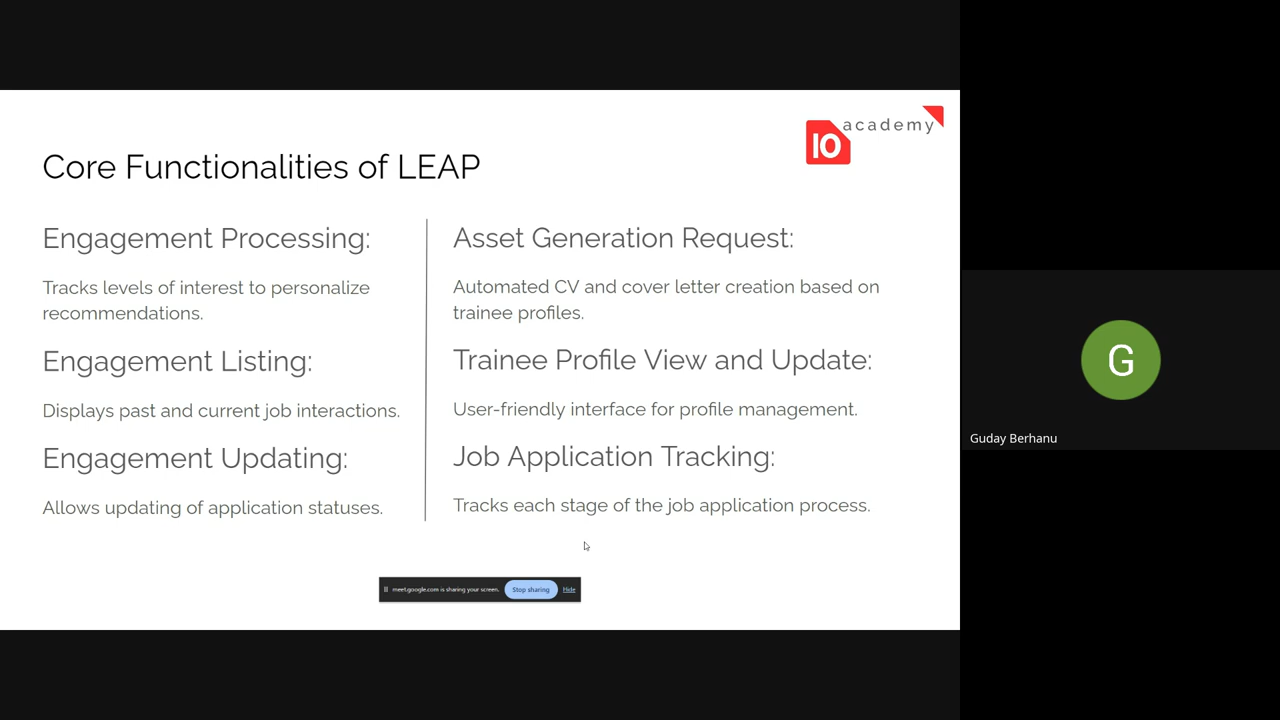 IO academy
Core Functionalities of LEAP
Engagement Processing:
Tracks levels of interest to personalize
recommendations.
Engagement Listing:
Displays past and current job interactions.
Engagement Updating:
Allows updating of application statuses.
Asset Generation Request:
Automated CV and cover letter creation based on
trainee profiles.
Trainee Profile View and Update:
User-friendly interface for profile management.
Job Application Tracking:
Tracks each stage of the job application process.
meet.google.com is sharing your screen. Stop sharing Hide
G
Guday Berhanu